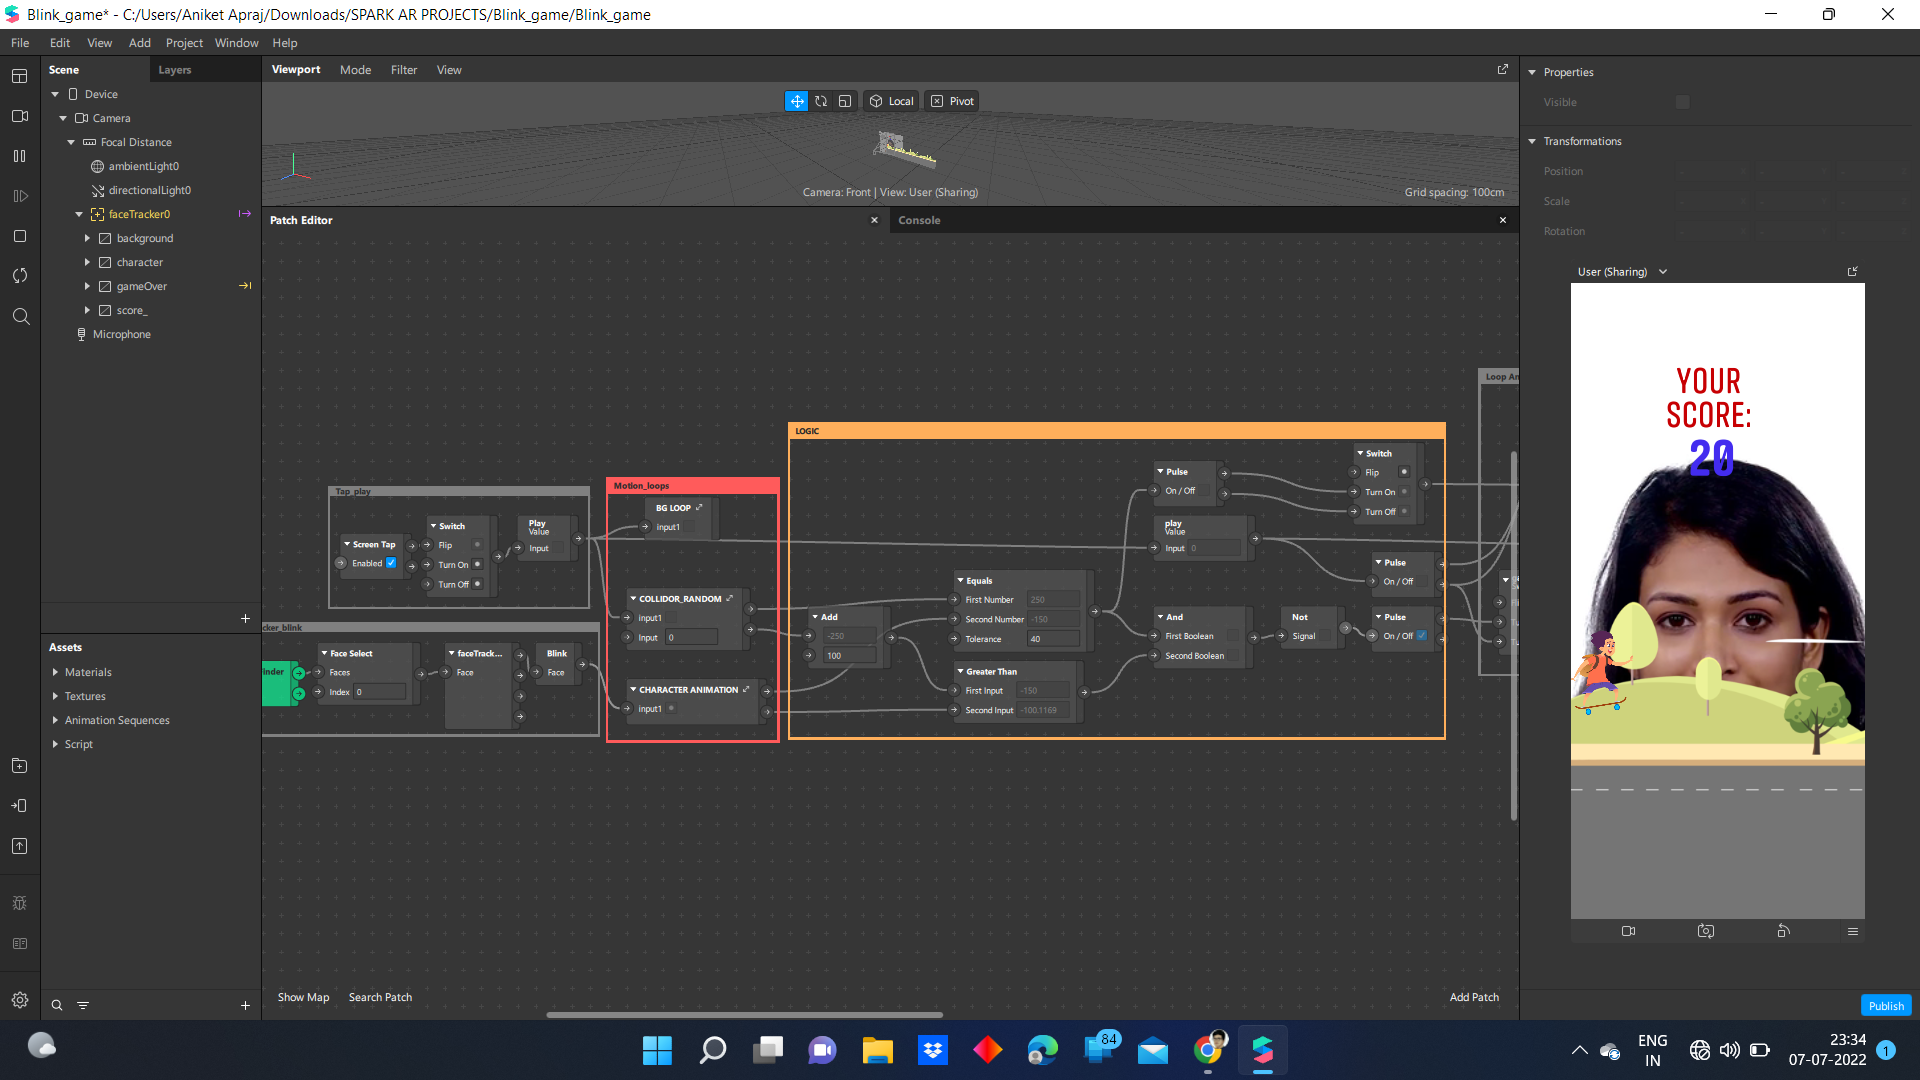 Blink_game* - C:/Users/Aniket Apraj/Downloads/SPARK AR PROJECTS/Blink_game/Blink_game
File Edit View Add Project Window Help
Scene Layers
Device
Camera
Focal Distance
ambientLight0
directionalLight0
faceTracker0
background
character
gameOver
score_
Microphone
Assets
Materials
Textures
Animation Sequences
Script
Viewport Mode Filter View
Local Pivot
Camera: Front | View: User (Sharing)
Grid spacing: 100cm
Patch Editor
Console
Tap_play
Screen Tap
Enabled
Switch
Flip
Turn On
Turn Off
Play
Value
Input
cker_blink
inder
Face Select
Faces
Index 0
faceTrack...
Face
Blink
Face
Motion_loops
BG LOOP
Input1
COLLIDOR_RANDOM
Input1
Input 0
CHARACTER ANIMATION
Input1
LOGIC
Add
-250
100
Equals
First Number 250
Second Number -150
Tolerance 40
Greater Than
First Input -150
Second Input -100.1169
Pulse
On / Off
play
Value
Input 0
And
First Boolean
Second Boolean
Not
Signal
Switch
Flip
Turn On
Turn Off
Pulse
On / Off
Pulse
On / Off
Loop An
Show Map Search Patch
Add Patch
Properties
Visible
Transformations
Position
Scale
Rotation
User (Sharing)
YOUR
SCORE:
20
Publish
84
ENG
IN
23:34
07-07-2022
1